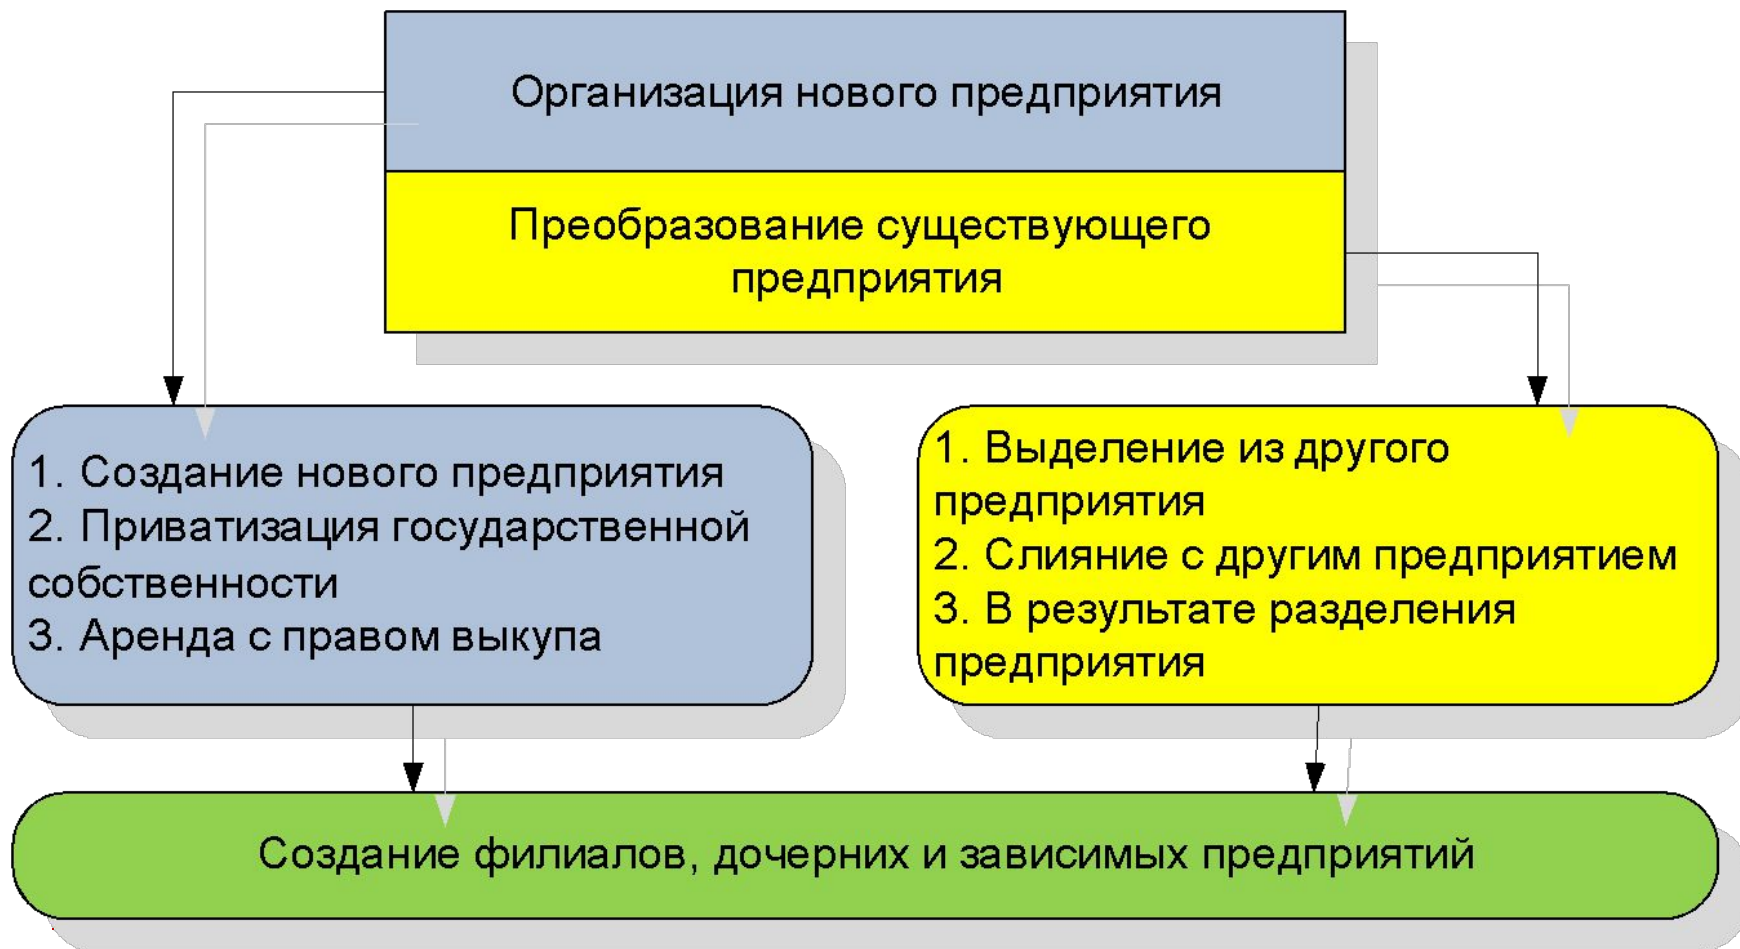 Организация нового предприятия
Преобразование существующего
предприятия
1. Создание нового предприятия
2. Приватизация государственной
собственности
3. Аренда с правом выкупа
1. Выделение из другого
предприятия
2. Слияние с другим предприятием
3. В результате разделения
предприятия
Создание филиалов, дочерних и зависимых предприятий